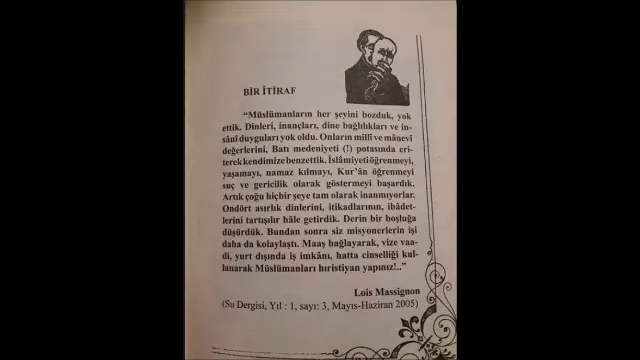 BİR İTİRAF
“Müslümanların her şeyini bozduk, yok
ettik. Dinleri, inançları, dine bağlılıkları ve in-
sânî duyguları yok oldu. Onların millî ve mânevî
değerlerini, Batı medeniyeti (!) potasında eri-
terek kendimize benzettik. İslâmiyeti öğrenmeyi,
yaşamayı, namaz kılmayı, Kur’ân öğrenmeyi
suç ve gericilik olarak göstermeyi başardık.
Artık çoğu hiçbir şeye tam olarak inanmıyorlar.
Ondört asırlık dinlerini, itikadlarının, ibâdet-
lerini tartışılır hâle getirdik. Derin bir boşluğa
düşürdük. Bundan sonra siz misyonerlerin işi
daha da kolaylaştı. Maaş bağlayarak, vize vaa-
di, yurt dışında iş imkânı, hatta cinselliği kul-
lanarak Müslümanları hıristiyan yapınız!..”
Lois Massignon
(Su Dergisi, Yıl : 1, sayı: 3, Mayıs-Haziran 2005)